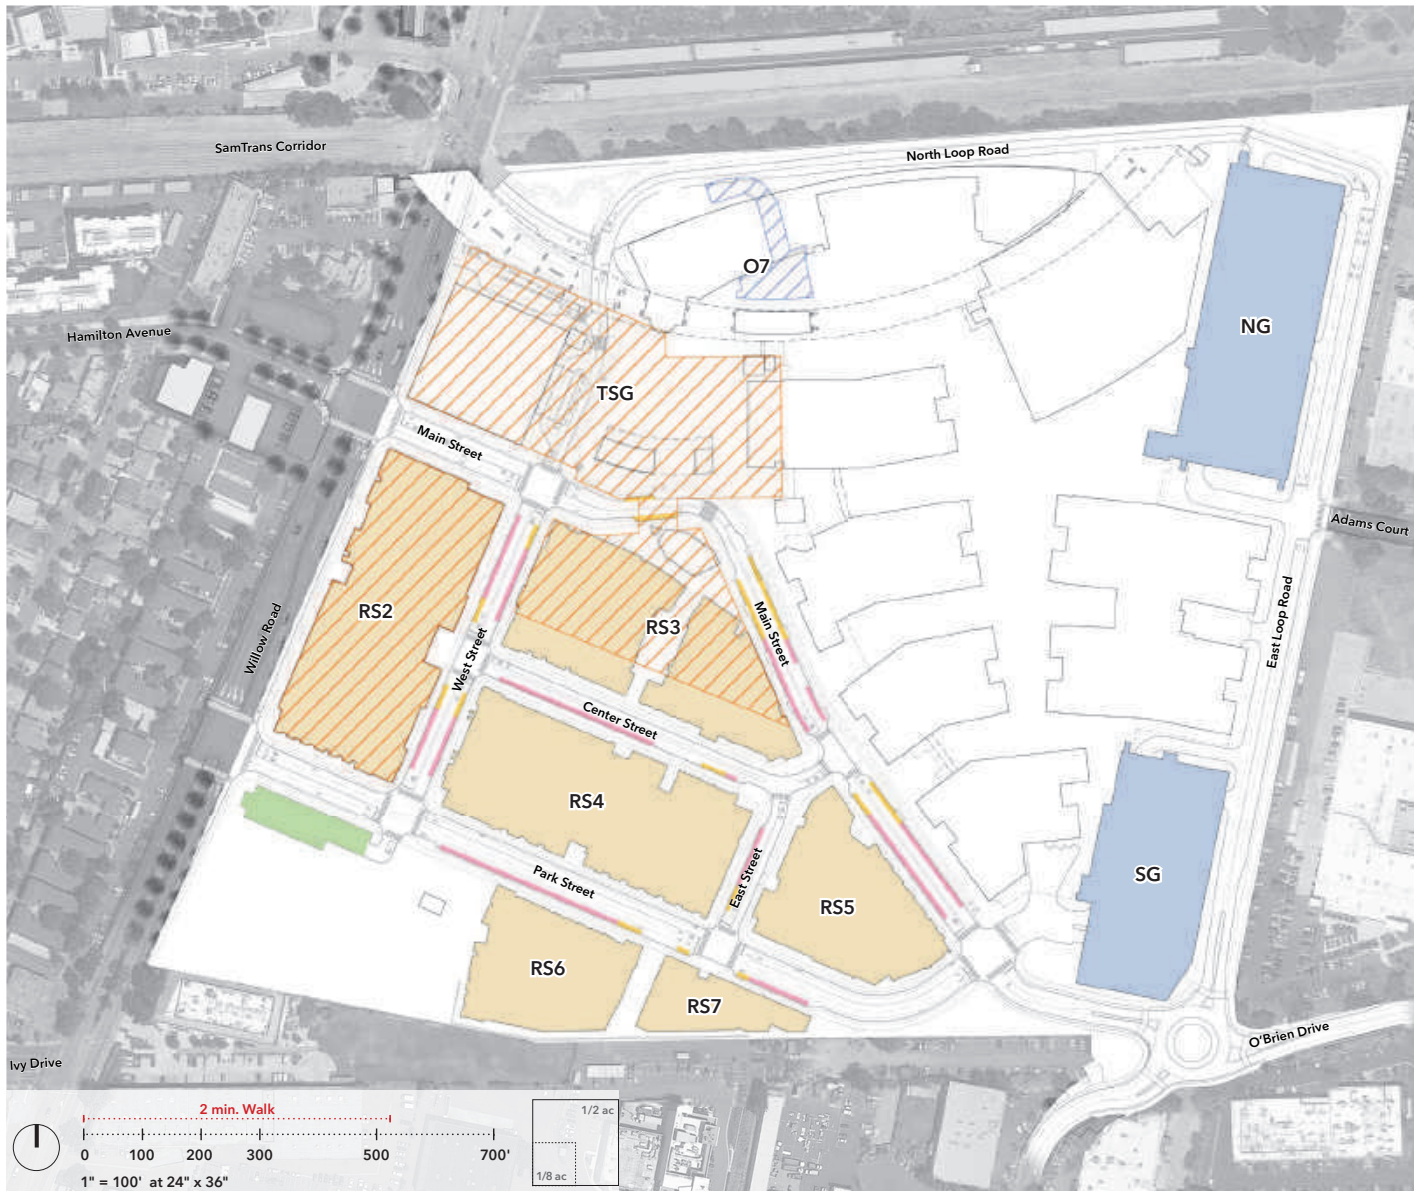 SamTrans Corridor
North Loop Road
O7
NG
Hamilton Avenue
TSG
Main Street
Adams Court
RS2
RS3
Main Street
Willow Road
West Street
East Loop Road
Center Street
RS4
East Street
SG
Park Street
RS5
RS6
RS7
O'Brien Drive
Ivy Drive
2 min. Walk
0 100 200 300 500 700'
1" = 100' at 24" x 36"
1/2 ac
1/8 ac